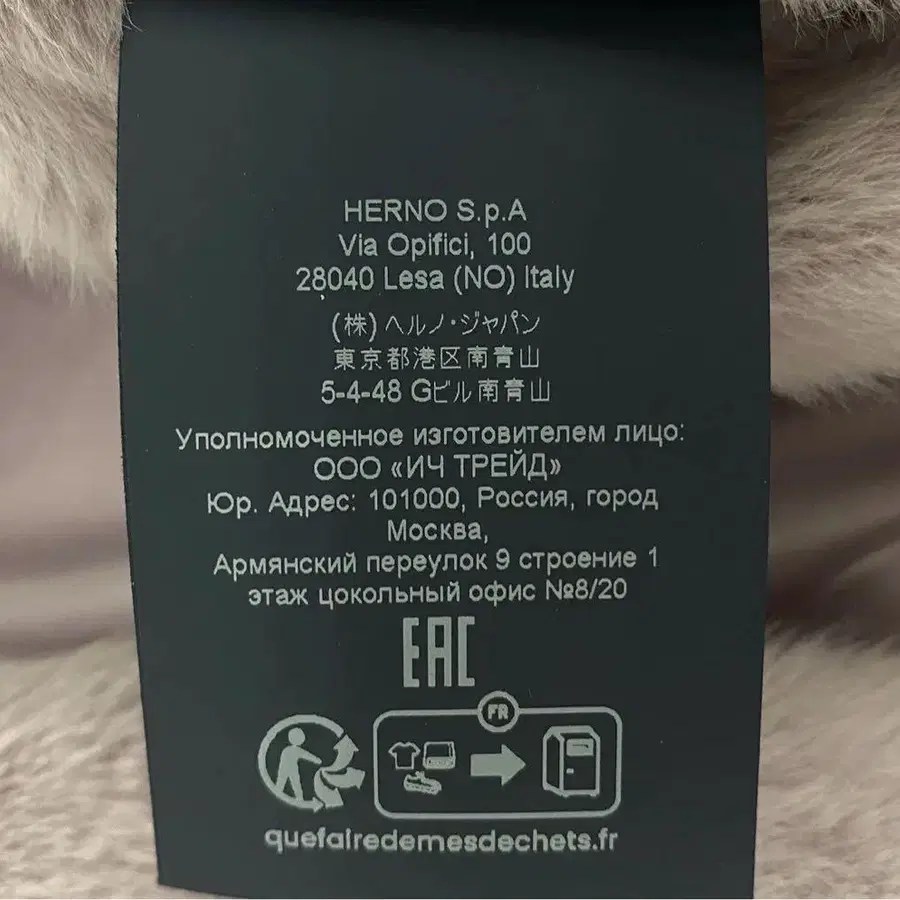 HERNO S.p.A
Via Opifici, 100
28040 Lesa (NO) Italy
(株)ヘルノ・ジャパン
東京都港区南青山
5-4-48 Gビル南青山
Уполномоченное изготовителем лицо:
ООО «ИЧ ТРЕЙД»
Юр. Адрес: 101000, Россия, город
Москва,
Армянский переулок 9 строение 1
этаж цокольный офис №8/20
EAC
FR
quefairedemesdechets.fr